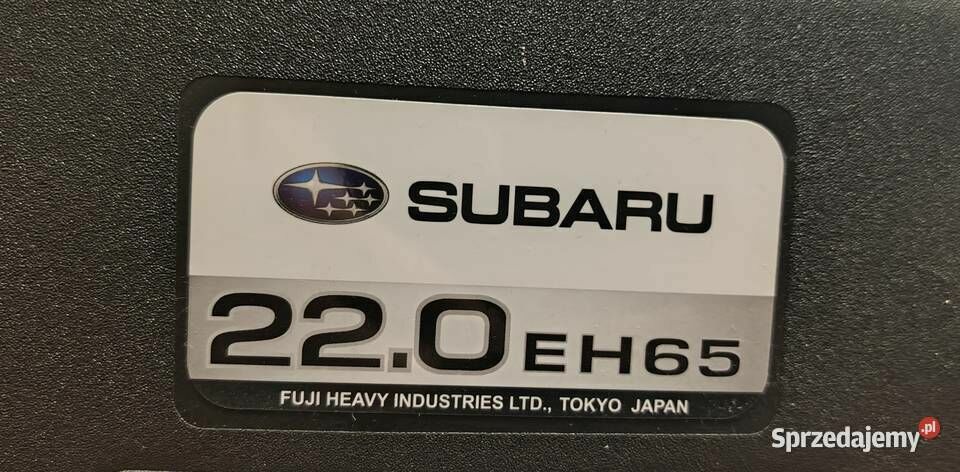 SUBARU
22.0 EH65
FUJI HEAVY INDUSTRIES LTD., TOKYO JAPAN
Sprzedajemy.pl